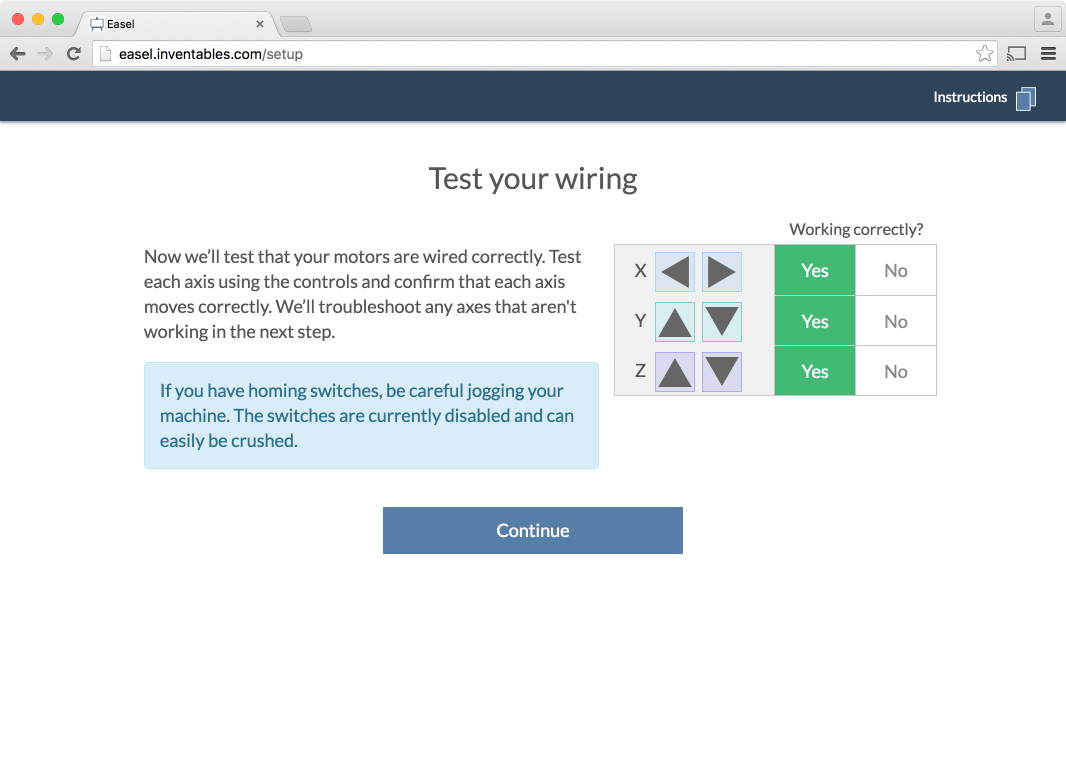 Easel
easel.inventables.com/setup
Instructions
Test your wiring
Working correctly?
Now we’ll test that your motors are wired correctly. Test
each axis using the controls and confirm that each axis
moves correctly. We’ll troubleshoot any axes that aren't
working in the next step.
If you have homing switches, be careful jogging your
machine. The switches are currently disabled and can
easily be crushed.
X Yes No
Y Yes No
Z Yes No
Continue